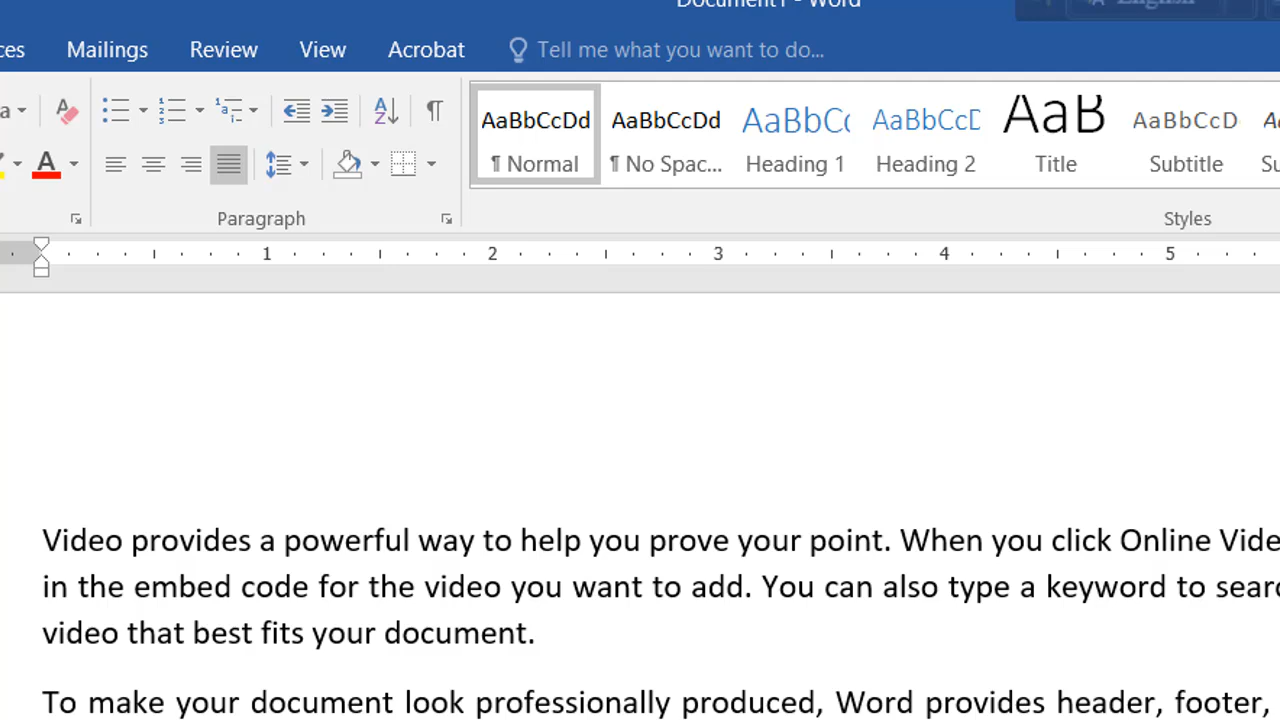 Document1 - Word
English
Mailings Review View Acrobat Tell me what you want to do...
AaBbCcDd AaBbCcDd AaBbC AaBbCc AaB AaBbCcD
¶ Normal ¶ No Spac... Heading 1 Heading 2 Title Subtitle
Paragraph Styles
1 2 3 4 5
Video provides a powerful way to help you prove your point. When you click Online Vide
in the embed code for the video you want to add. You can also type a keyword to sear
video that best fits your document.
To make your document look professionally produced, Word provides header, footer,